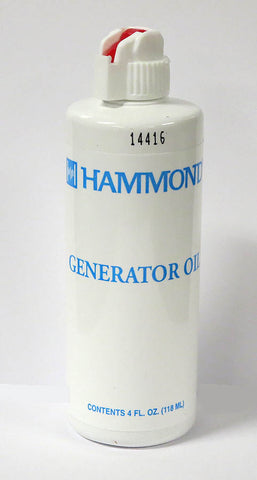 14416
HAMMOND
GENERATOR OIL
CONTENTS 4 FL. OZ. (118 ML)